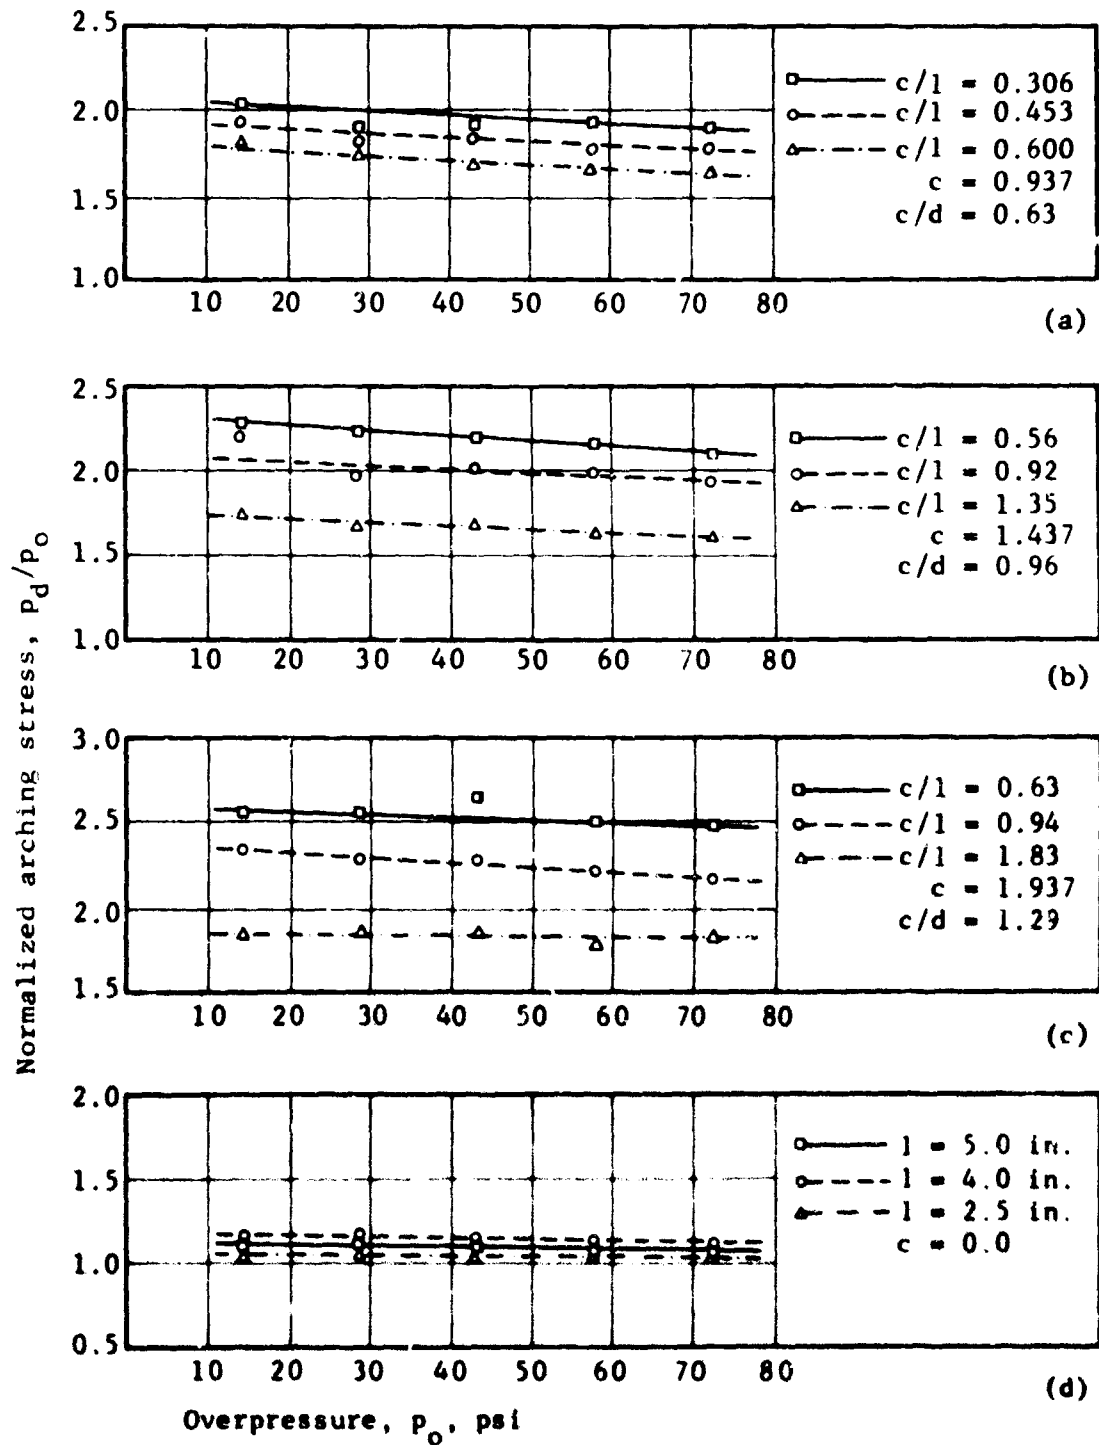 Normalized arching stress, p_d/p_o
2.5
2.0
1.5
1.0
10 20 30 40 50 60 70 80
c/l = 0.306
c/l = 0.453
c/l = 0.600
c = 0.937
c/d = 0.63
(a)
2.5
2.0
1.5
1.0
10 20 30 40 50 60 70 80
c/l = 0.56
c/l = 0.92
c/l = 1.35
c = 1.437
c/d = 0.96
(b)
3.0
2.5
2.0
1.5
10 20 30 40 50 60 70 80
c/l = 0.63
c/l = 0.94
c/l = 1.83
c = 1.937
c/d = 1.29
(c)
2.0
1.5
1.0
0.5
10 20 30 40 50 60 70 80
l = 5.0 in.
l = 4.0 in.
l = 2.5 in.
c = 0.0
(d)
Overpressure, p_o, psi